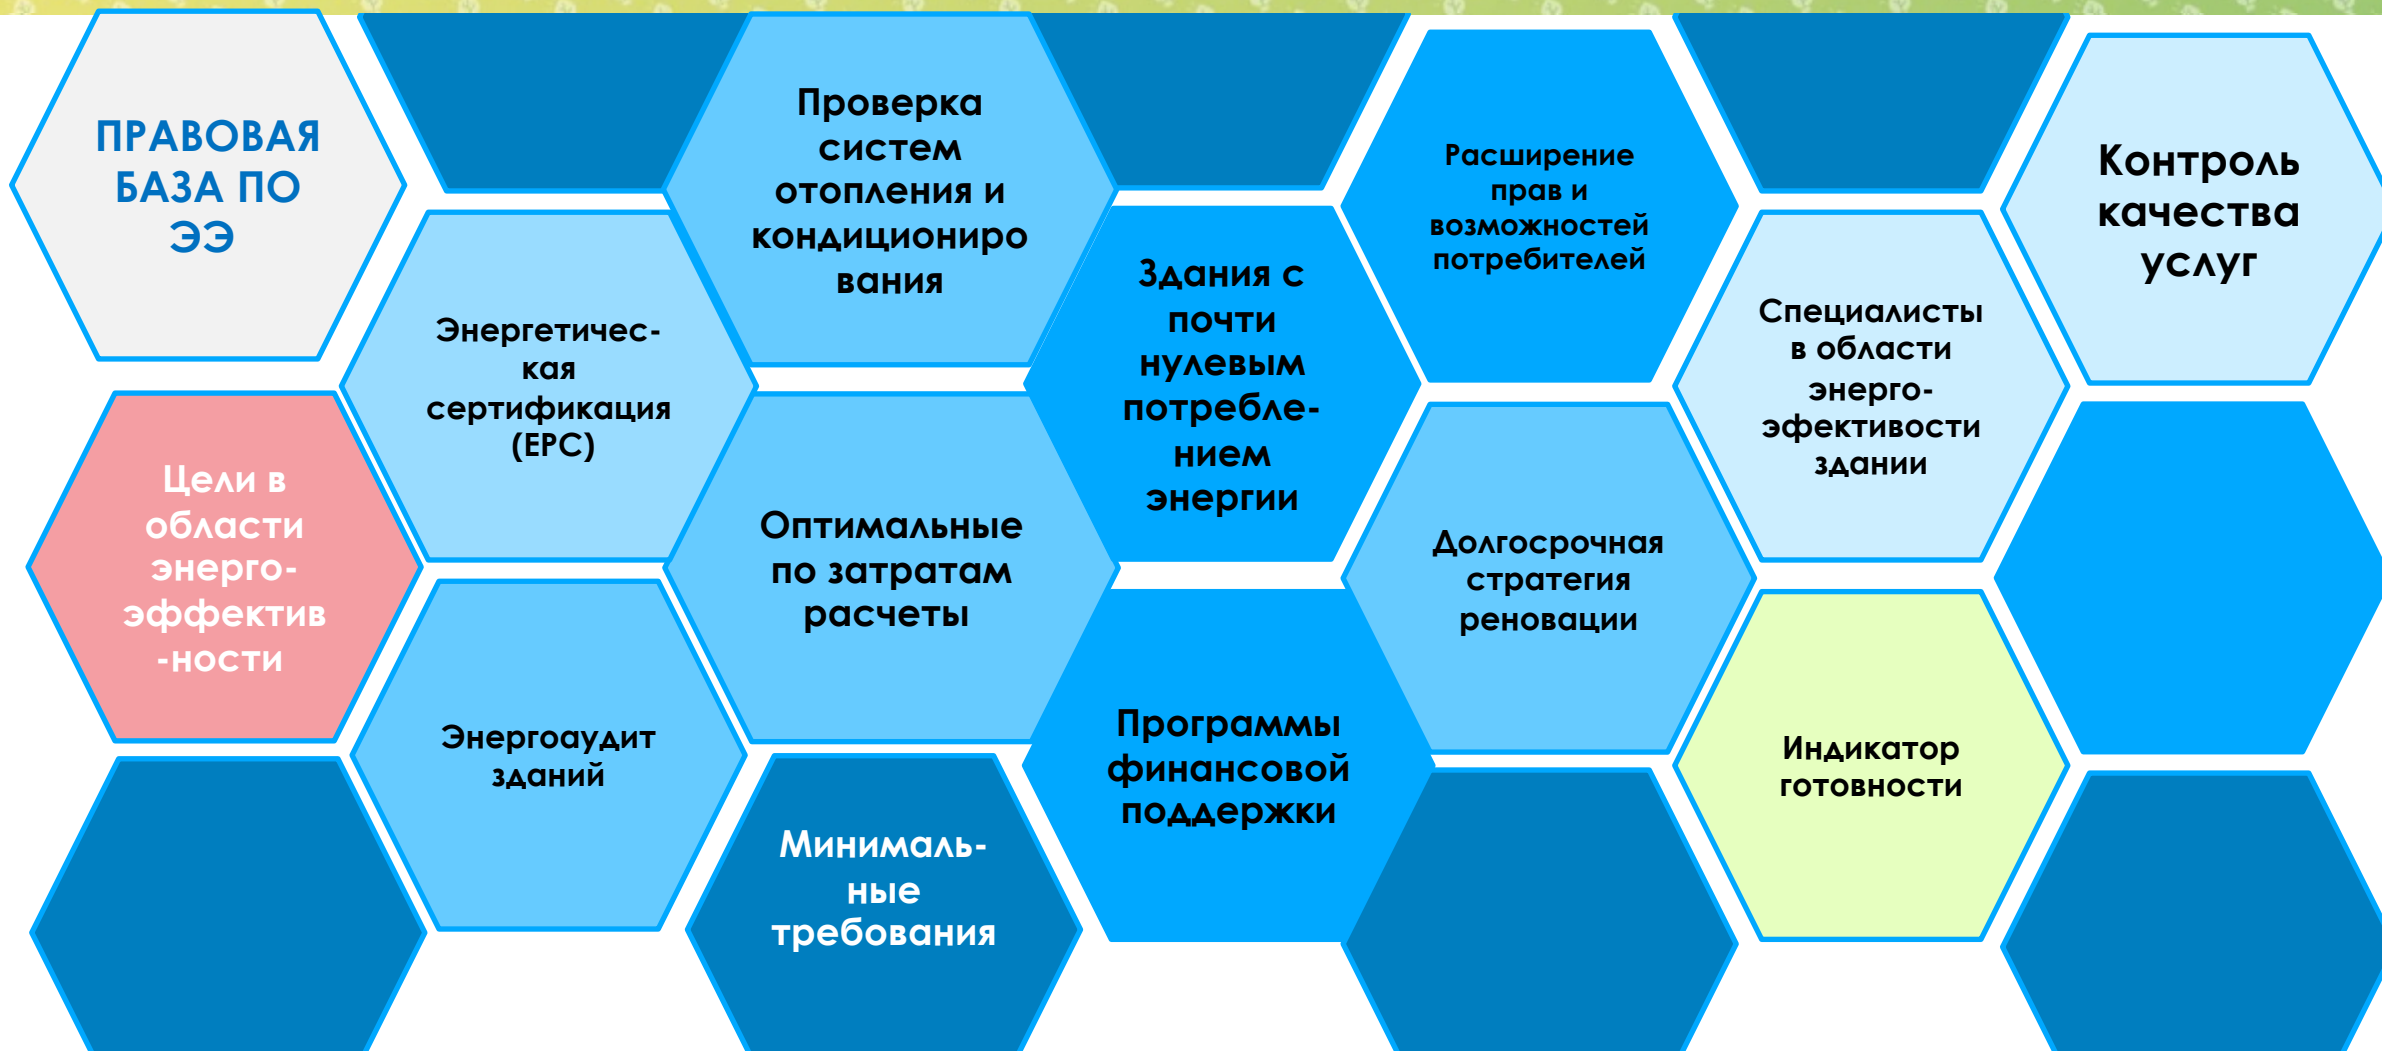 ПРАВОВАЯ
БАЗА ПО
ЭЭ
Цели в
области
энерго-
эффектив
-ности
Энергетичес-
кая
сертификация
(EPC)
Энергоаудит
зданий
Проверка
систем
отопления и
кондициониро
вания
Оптимальные
по затратам
расчеты
Минималь-
ные
требования
Здания с
почти
нулевым
потребле-
нием
энергии
Программы
финансовой
поддержки
Расширение
прав и
возможностей
потребителей
Долгосрочная
стратегия
реновации
Специалисты
в области
энерго-
эфективости
здании
Индикатор
готовности
Контроль
качества
услуг